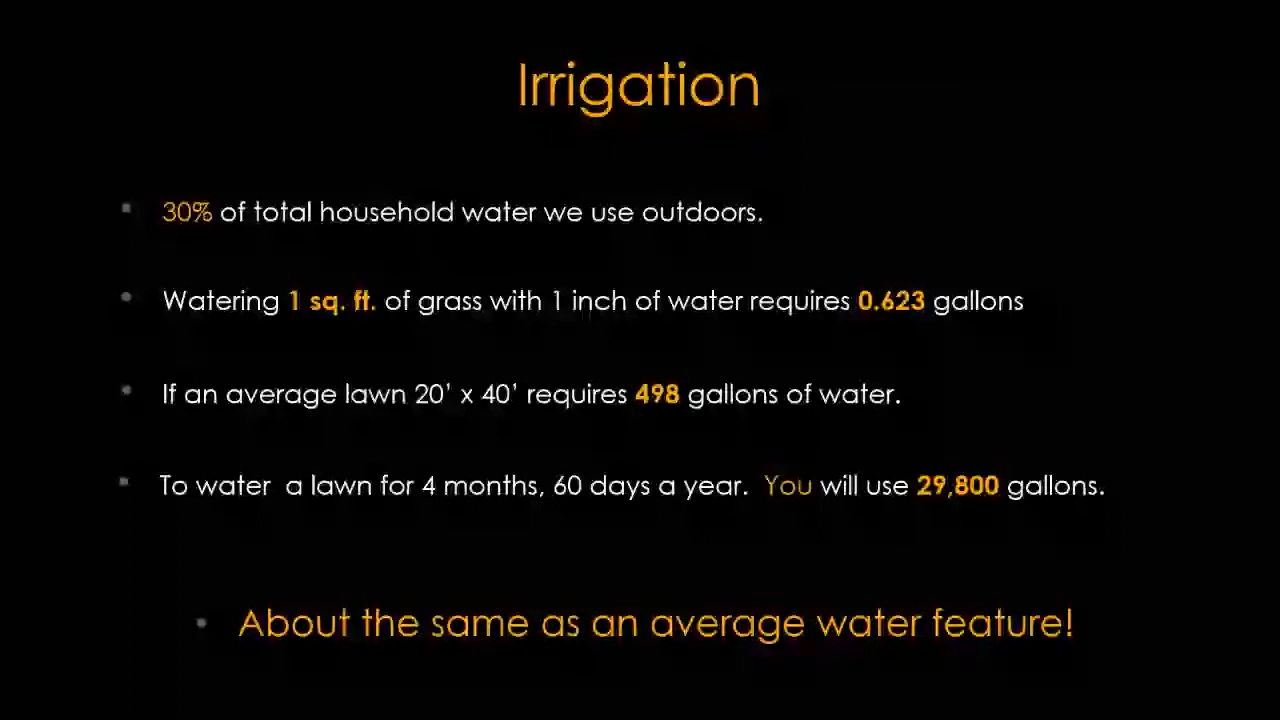 Irrigation
30% of total household water we use outdoors.
Watering 1 sq. ft. of grass with 1 inch of water requires 0.623 gallons
If an average lawn 20’ x 40’ requires 498 gallons of water.
To water  a lawn for 4 months, 60 days a year.  You will use 29,800 gallons.
About the same as an average water feature!